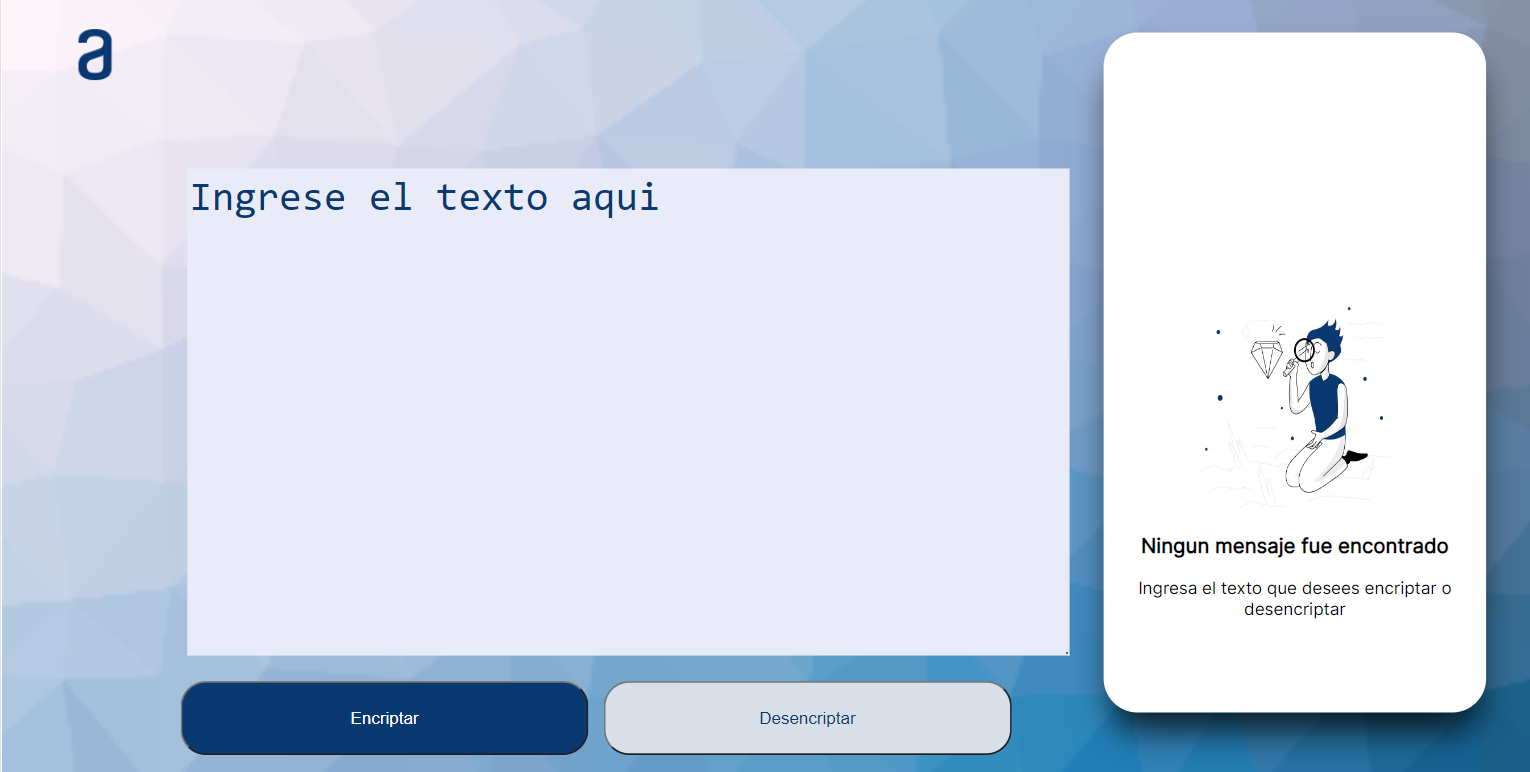 a
Ingrese el texto aqui
Encriptar
Desencriptar
Ningun mensaje fue encontrado
Ingresa el texto que desees encriptar o
desencriptar